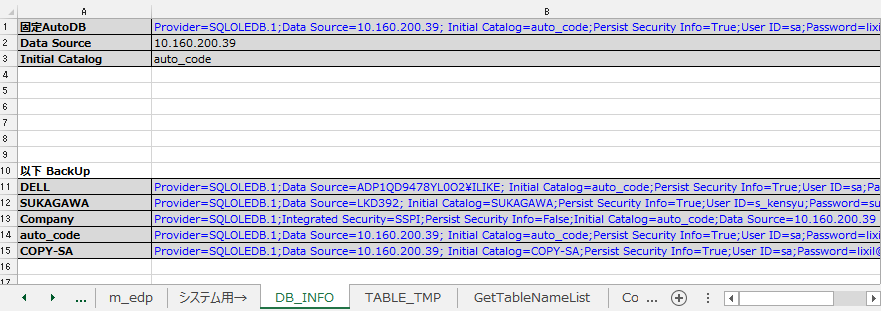 A B
1 固定AutoDB Provider=SQLOLEDB.1;Data Source=10.160.200.39; Initial Catalog=auto_code;Persist Security Info=True;User ID=sa;Password=lixil
2 Data Source 10.160.200.39
3 Initial Catalog auto_code
4
5
6
7
8
9
10 以下 BackUp
11 DELL Provider=SQLOLEDB.1;Data Source=ADP1QD9478YL0O2¥ILIKE; Initial Catalog=auto_code;Persist Security Info=True;User ID=sa;Pa
12 SUKAGAWA Provider=SQLOLEDB.1;Data Source=LKD392; Initial Catalog=SUKAGAWA;Persist Security Info=True;User ID=s_kensyu;Password=su
13 Company Provider=SQLOLEDB.1;Integrated Security=SSPI;Persist Security Info=False;Initial Catalog=auto_code;Data Source=10.160.200.39
14 auto_code Provider=SQLOLEDB.1;Data Source=10.160.200.39; Initial Catalog=auto_code;Persist Security Info=True;User ID=sa;Password=lixil
15 COPY-SA Provider=SQLOLEDB.1;Data Source=10.160.200.39; Initial Catalog=COPY-SA;Persist Security Info=True;User ID=sa;Password=lixil@
16
17
... m_edp システム用→ DB_INFO TABLE_TMP GetTableNameList Co ...